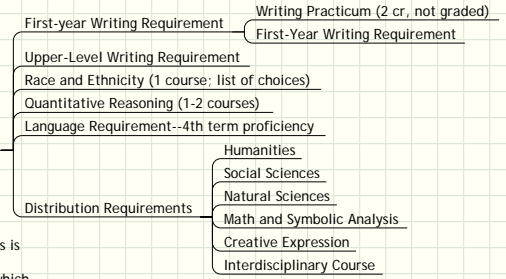 Writing Practicum (2 cr, not graded)
First-year Writing Requirement
First-Year Writing Requirement
Upper-Level Writing Requirement
Race and Ethnicity (1 course; list of choices)
Quantitative Reasoning (1-2 courses)
Language Requirement--4th term proficiency
Distribution Requirements
Humanities
Social Sciences
Natural Sciences
Math and Symbolic Analysis
Creative Expression
Interdisciplinary Course
s is